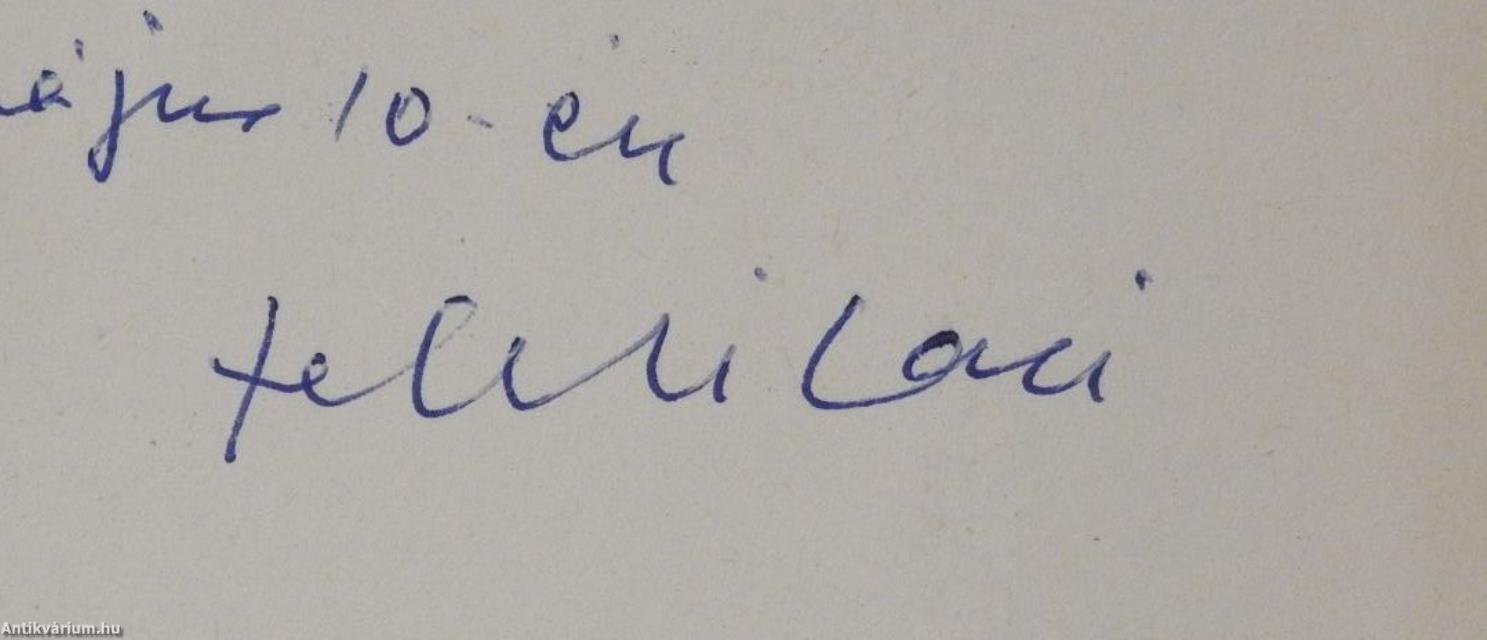 ájus 10-én
Laci
Antikvárium.hu